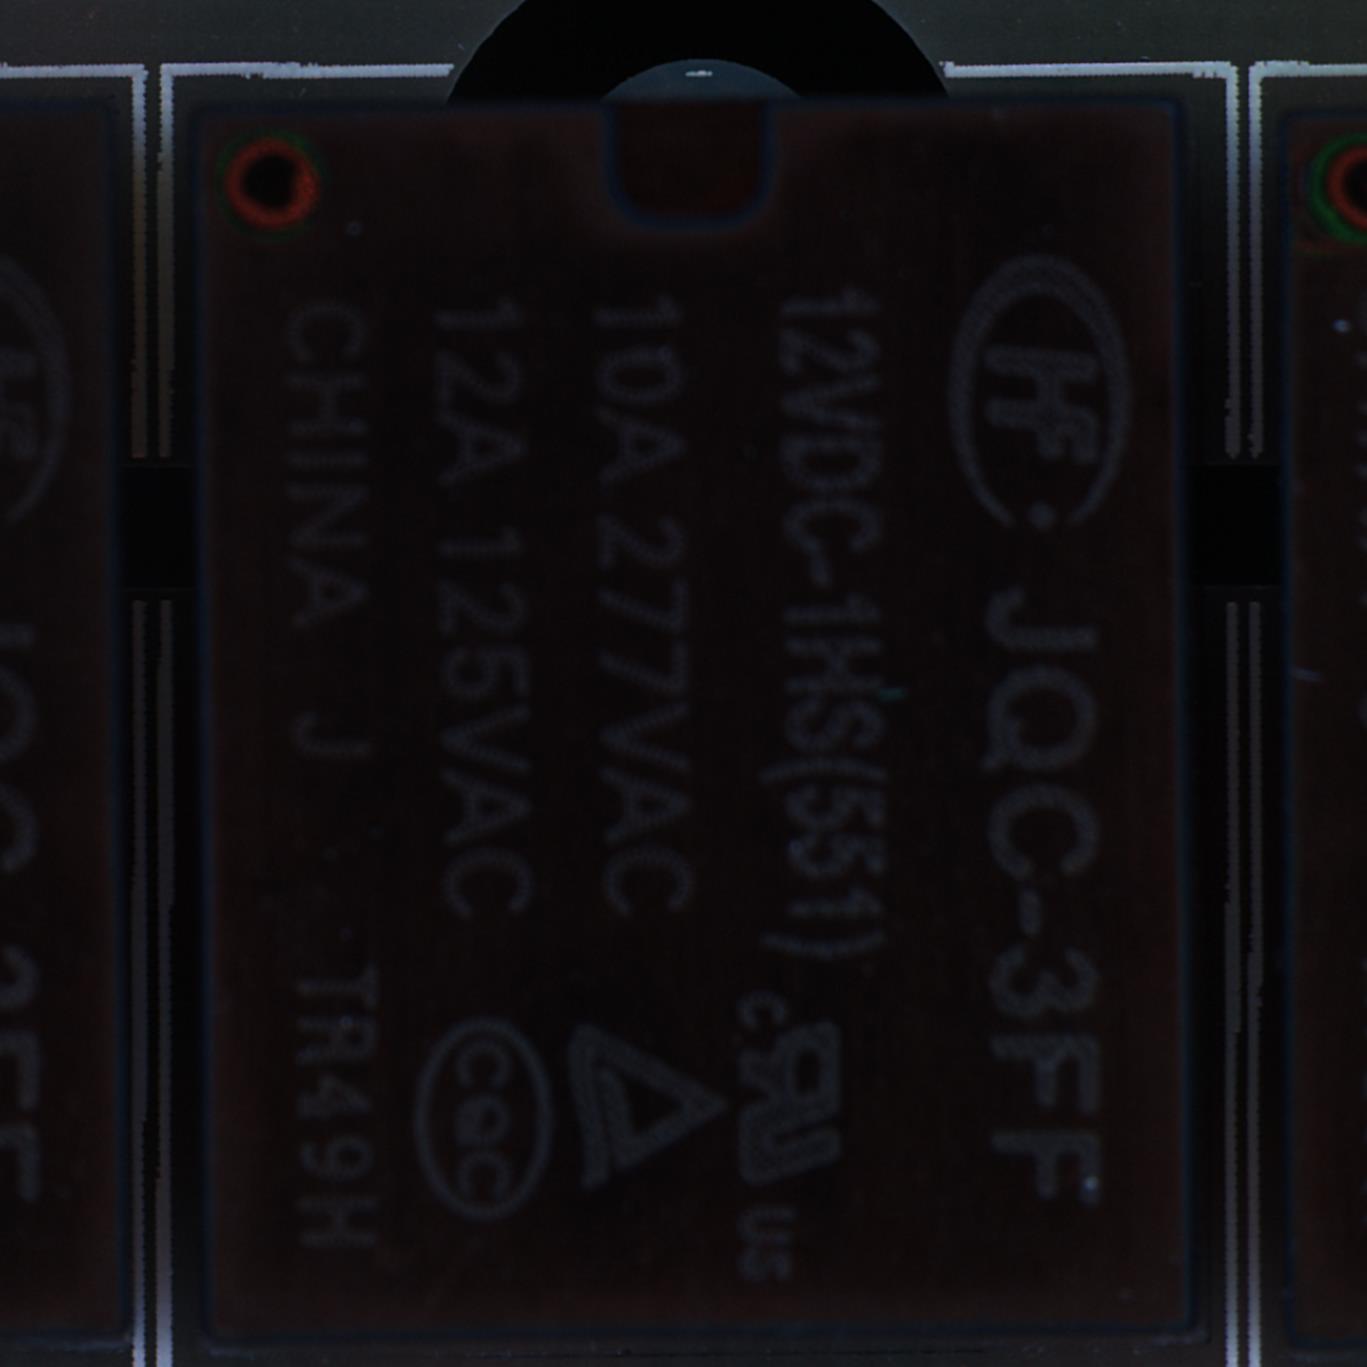 HF JQC-3FF
12VDC-1HS(551)
c US
10A 277VAC
12A 125VAC
CQC
CHINA J TR49H